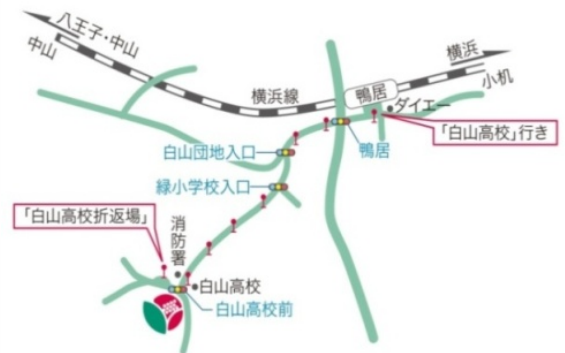 八王子・中山
中山
横浜
小机
横浜線
鴨居
ダイエー
「白山高校」行き
鴨居
白山団地入口
緑小学校入口
「白山高校折返場」
消防署
白山高校
白山高校前